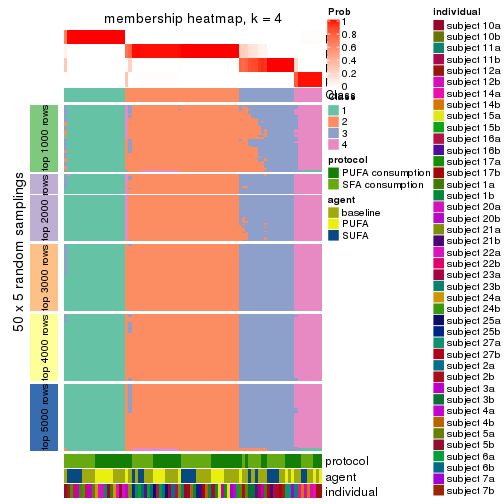 membership heatmap, k = 4
50 x 5 random samplings
top 1000 rows
top 2000 rows
top 3000 rows
top 4000 rows
top 5000 rows
Class
protocol
agent
individual
Prob
1
0.8
0.6
0.4
0.2
0
Class
1
2
3
4
protocol
PUFA consumption
SFA consumption
agent
baseline
PUFA
SUFA
individual
subject 10a
subject 10b
subject 11a
subject 11b
subject 12a
subject 12b
subject 14a
subject 14b
subject 15a
subject 15b
subject 16a
subject 16b
subject 17a
subject 17b
subject 1a
subject 1b
subject 20a
subject 20b
subject 21a
subject 21b
subject 22a
subject 22b
subject 23a
subject 23b
subject 24a
subject 24b
subject 25a
subject 25b
subject 27a
subject 27b
subject 2a
subject 2b
subject 3a
subject 3b
subject 4a
subject 4b
subject 5a
subject 5b
subject 6a
subject 6b
subject 7a
subject 7b